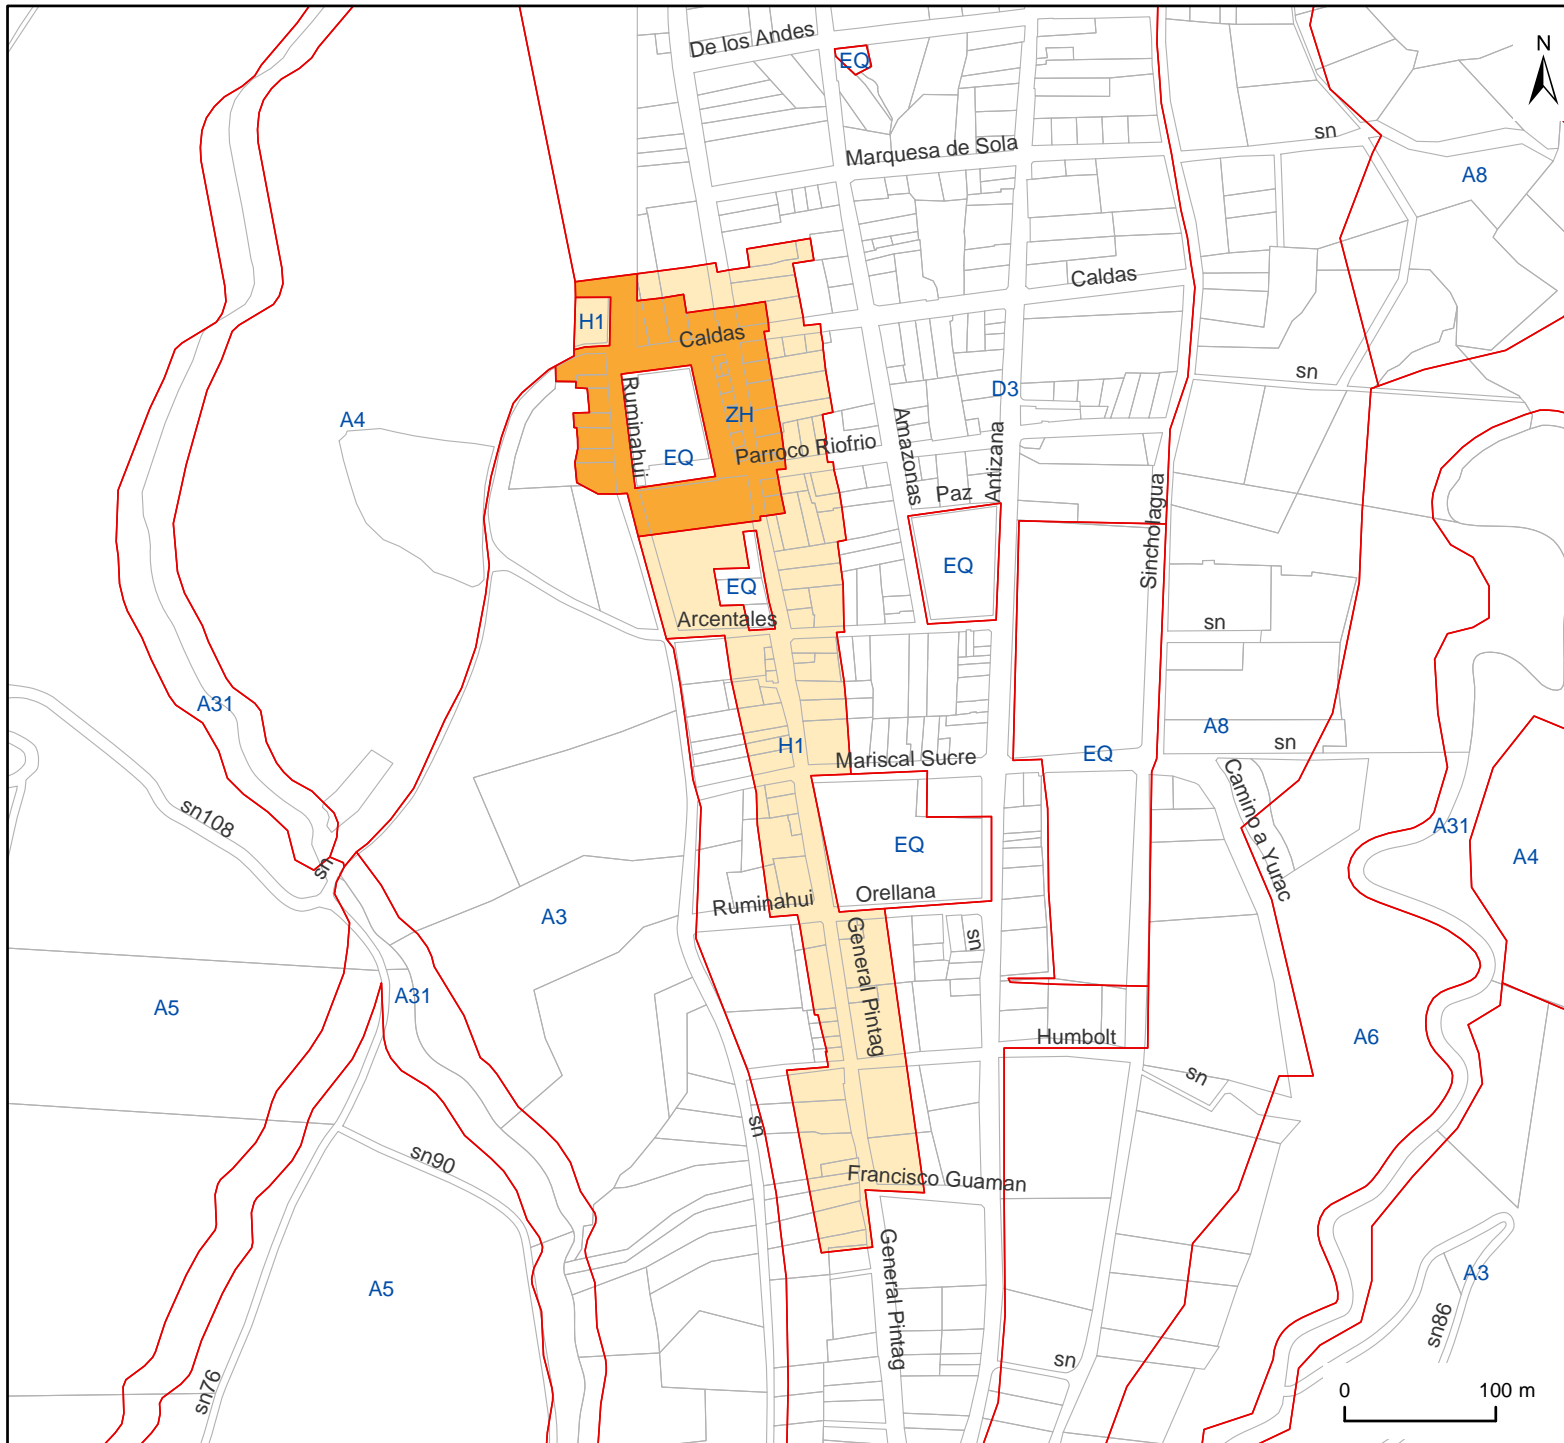 De los Andes
EQ
N
sn
Marquesa de Sola
A8
Caldas
H1
Caldas
sn
D3
Ruminahui
ZH
A4
Amazonas
Antizana
Parroco Riofrio
EQ
Paz
Sincholagua
EQ
EQ
Arcentales
sn
A31
A8
H1
sn
EQ
Mariscal Sucre
Camino a Yurac
sn108
A31
EQ
A4
sn
Orellana
Ruminahui
A3
sn
General Pintag
A31
A5
Humbolt
A6
sn
sn
sn90
Francisco Guaman
General Pintag
A3
A5
sn86
sn
sn76
0 100 m